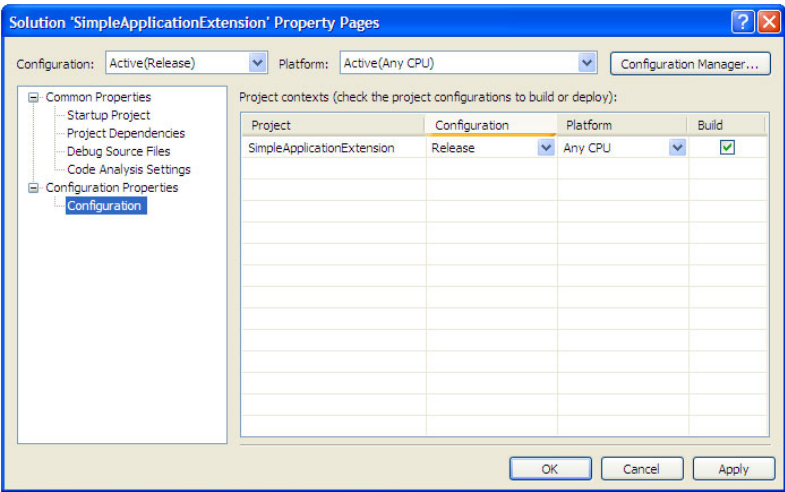 Solution 'SimpleApplicationExtension' Property Pages
Configuration: Active(Release) Platform: Active(Any CPU) Configuration Manager...
Common Properties
Startup Project
Project Dependencies
Debug Source Files
Code Analysis Settings
Configuration Properties
Configuration
Project contexts (check the project configurations to build or deploy):
Project Configuration Platform Build
SimpleApplicationExtension Release Any CPU
OK Cancel Apply